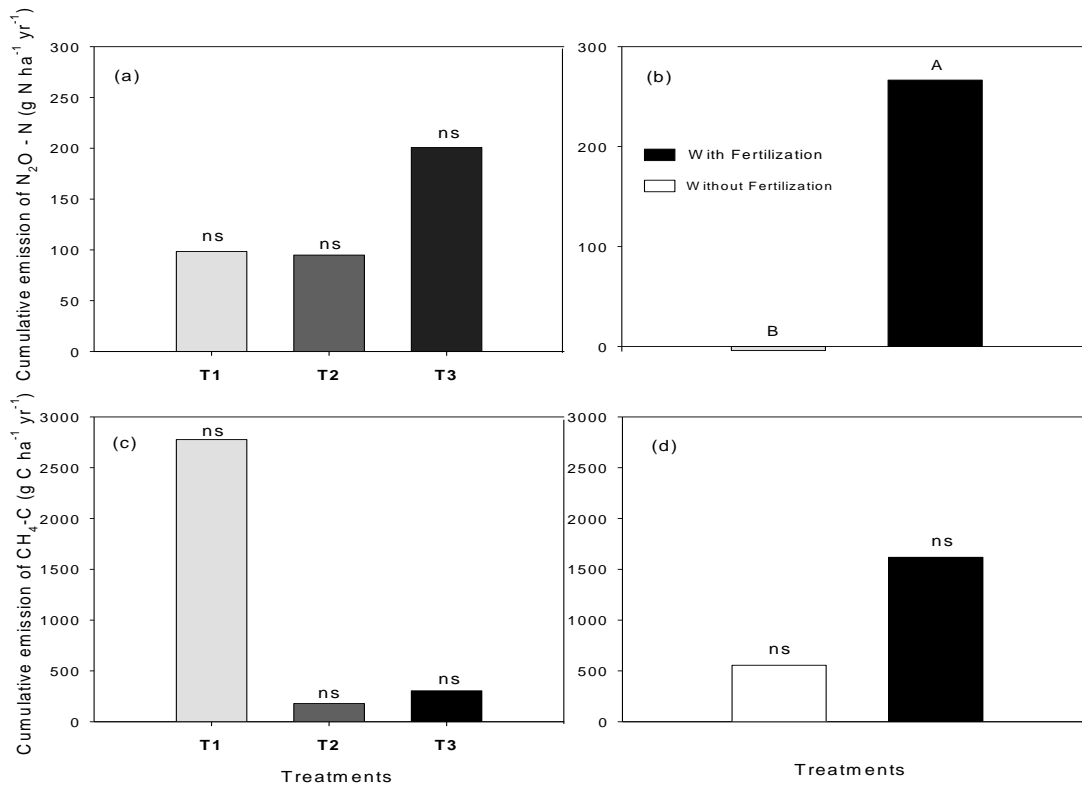 Cumulative emission of N₂O - N (g N ha⁻¹ yr⁻¹)
300
250
200
150
100
50
0
(a)
ns
ns
ns
T1
T2
T3
300
200
100
0
(b)
A
With Fertilization
Without Fertilization
B
Cumulative emission of CH₄-C (g C ha⁻¹ yr⁻¹)
3000
2500
2000
1500
1000
500
0
(c)
ns
ns
ns
T1
T2
T3
Treatments
3000
2500
2000
1500
1000
500
0
(d)
ns
ns
Treatments